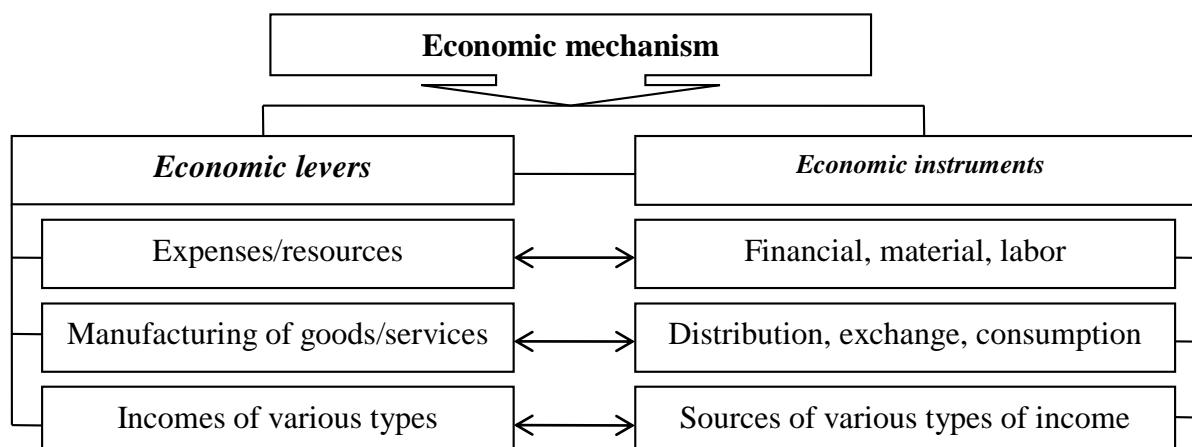 Economic mechanism
Economic levers
Economic instruments
Expenses/resources
Financial, material, labor
Manufacturing of goods/services
Distribution, exchange, consumption
Incomes of various types
Sources of various types of income